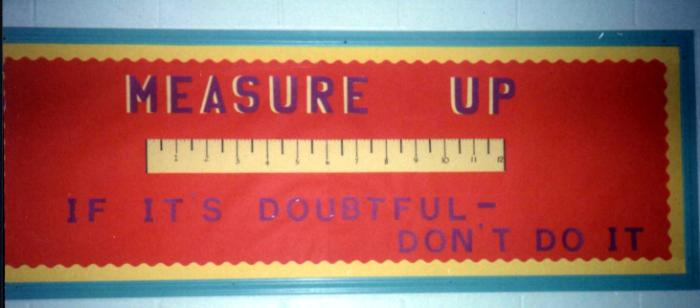 MEASURE UP
1 2 3 4 5 6 7 8 9 10 11 12
IF IT'S DOUBTFUL-
DON'T DO IT